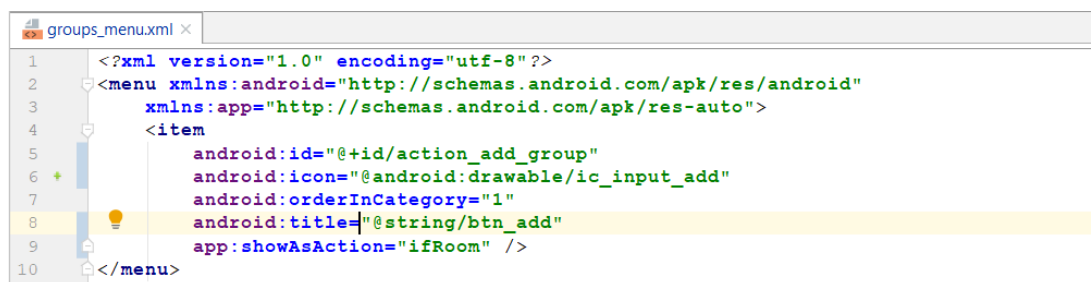 groups_menu.xml ×
1 <?xml version="1.0" encoding="utf-8"?>
2 <menu xmlns:android="http://schemas.android.com/apk/res/android"
3 xmlns:app="http://schemas.android.com/apk/res-auto">
4 <item
5 android:id="@+id/action_add_group"
6 android:icon="@android:drawable/ic_input_add"
7 android:orderInCategory="1"
8 android:title="@string/btn_add"
9 app:showAsAction="ifRoom" />
10 </menu>